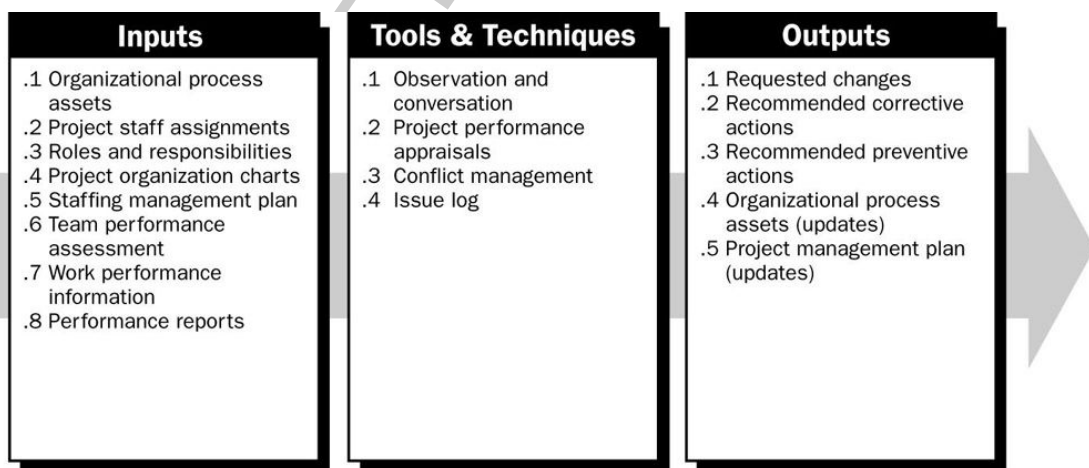 Inputs
.1 Organizational process
assets
.2 Project staff assignments
.3 Roles and responsibilities
.4 Project organization charts
.5 Staffing management plan
.6 Team performance
assessment
.7 Work performance
information
.8 Performance reports
Tools & Techniques
.1 Observation and
conversation
.2 Project performance
appraisals
.3 Conflict management
.4 Issue log
Outputs
.1 Requested changes
.2 Recommended corrective
actions
.3 Recommended preventive
actions
.4 Organizational process
assets (updates)
.5 Project management plan
(updates)